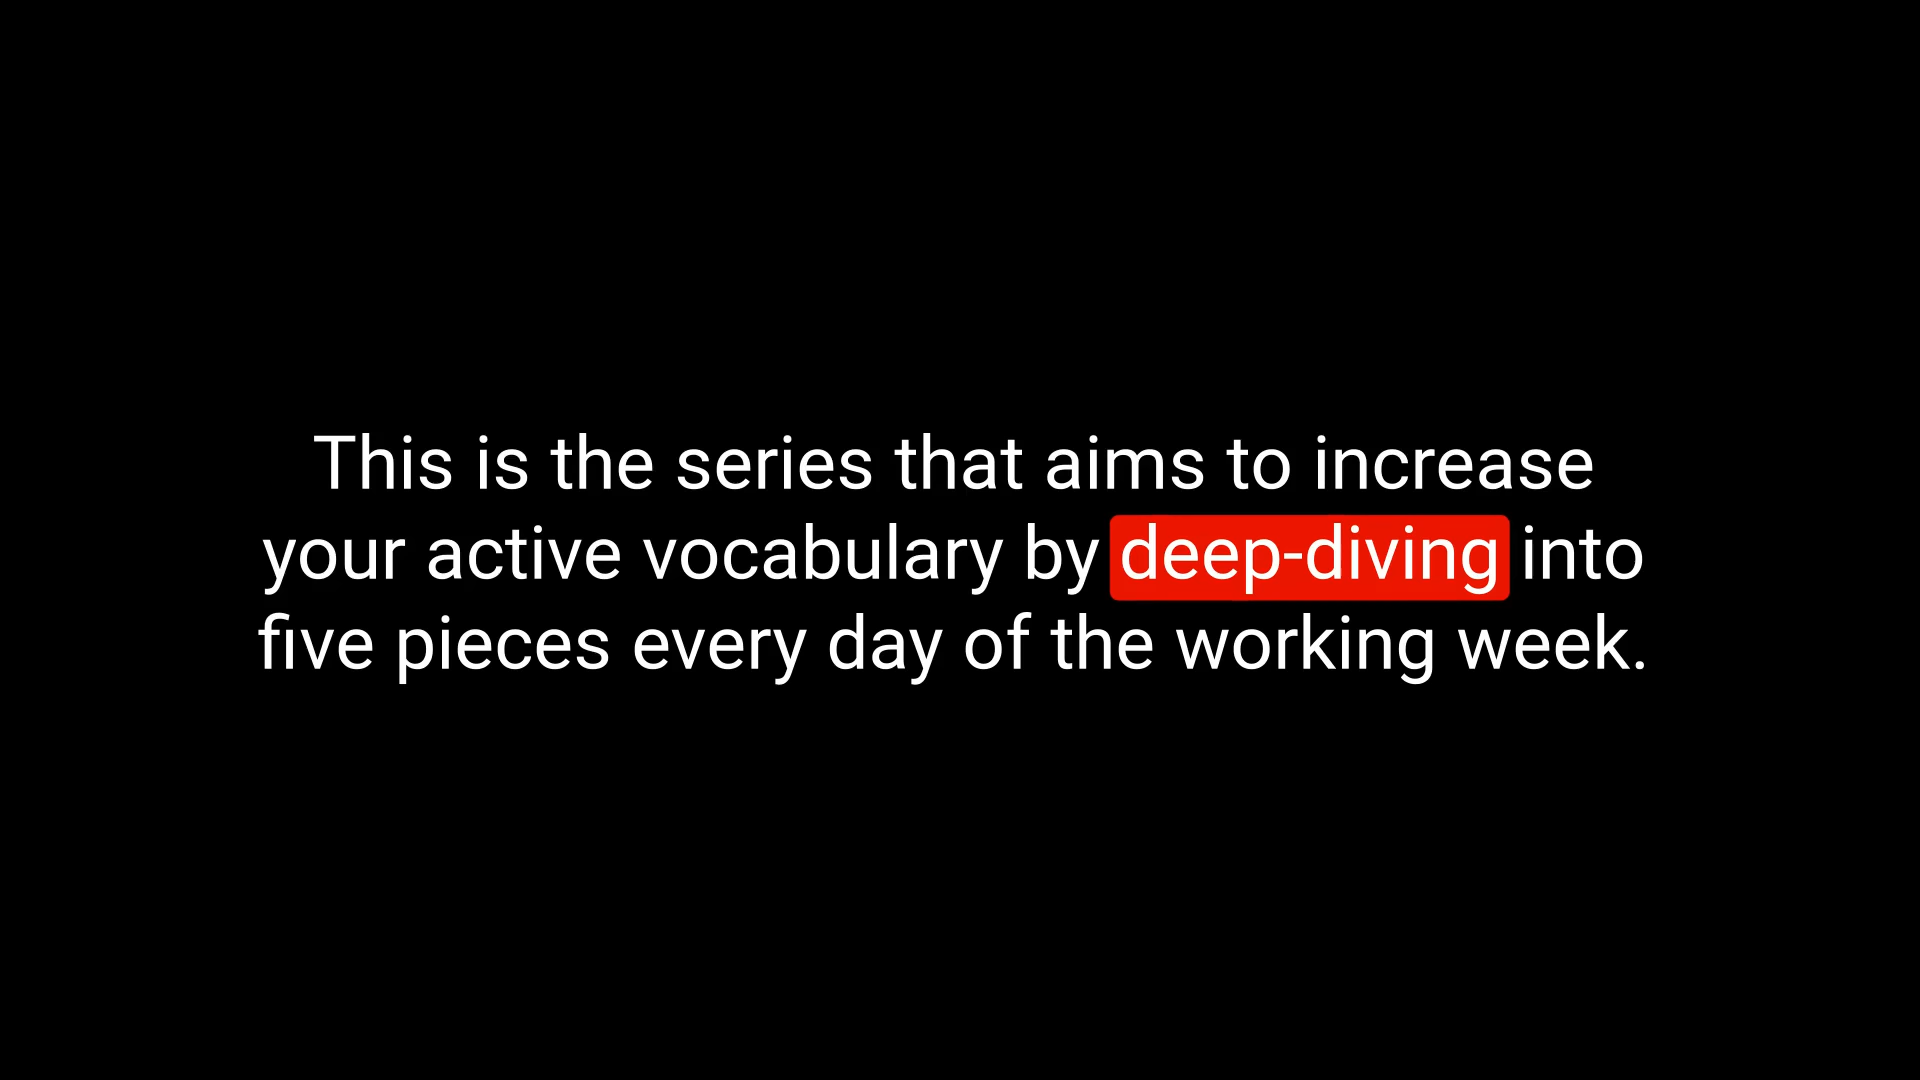 This is the series that aims to increase
your active vocabulary by deep-diving into
five pieces every day of the working week.